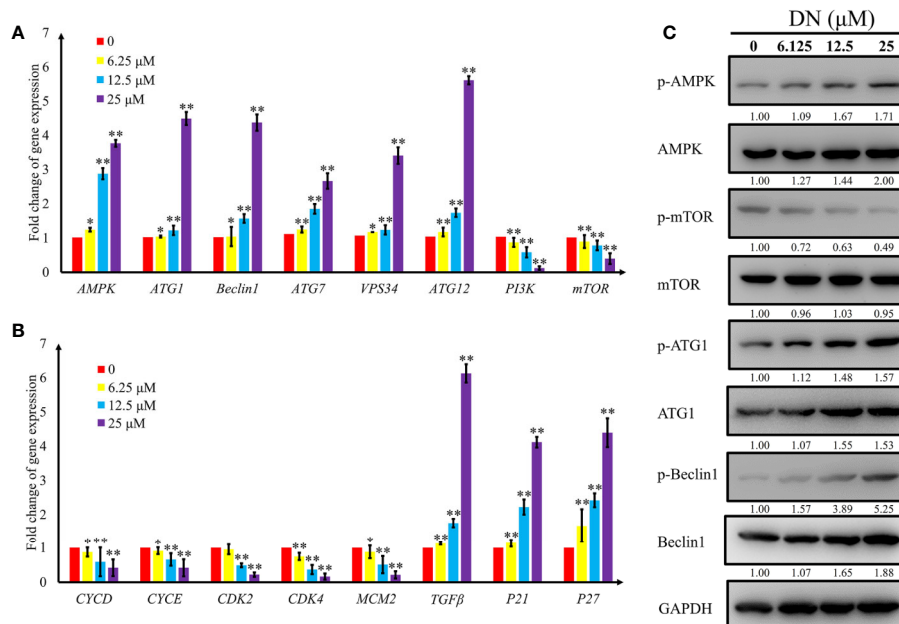 A
Fold change of gene expression
7
6
5
4
3
2
1
0
0
6.25 μM
12.5 μM
25 μM
* ** **
* ** **
* ** **
** ** **
* ** **
** ** **
** ** **
** ** **
AMPK ATG1 Beclin1 ATG7 VPS34 ATG12 PI3K mTOR
B
Fold change of gene expression
7
6
5
4
3
2
1
0
0
6.25 μM
12.5 μM
25 μM
* ** **
* ** **
** **
** ** **
* ** **
** ** **
** ** **
** ** **
CYCD CYCE CDK2 CDK4 MCM2 TGFβ P21 P27
C
DN (μM)
0 6.125 12.5 25
p-AMPK
1.00 1.09 1.67 1.71
AMPK
1.00 1.27 1.44 2.00
p-mTOR
1.00 0.72 0.63 0.49
mTOR
1.00 0.96 1.03 0.95
p-ATG1
1.00 1.12 1.48 1.57
ATG1
1.00 1.07 1.55 1.53
p-Beclin1
1.00 1.57 3.89 5.25
Beclin1
1.00 1.07 1.65 1.88
GAPDH